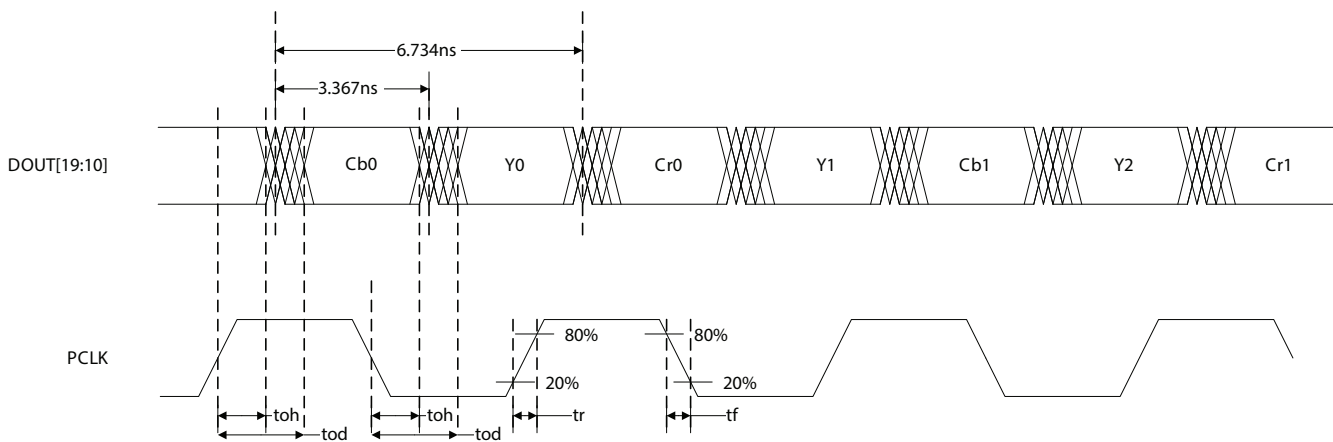 6.734ns
3.367ns
DOUT[19:10] Cb0 Y0 Cr0 Y1 Cb1 Y2 Cr1
80% 80%
PCLK
20% 20%
toh toh tr tf
tod tod